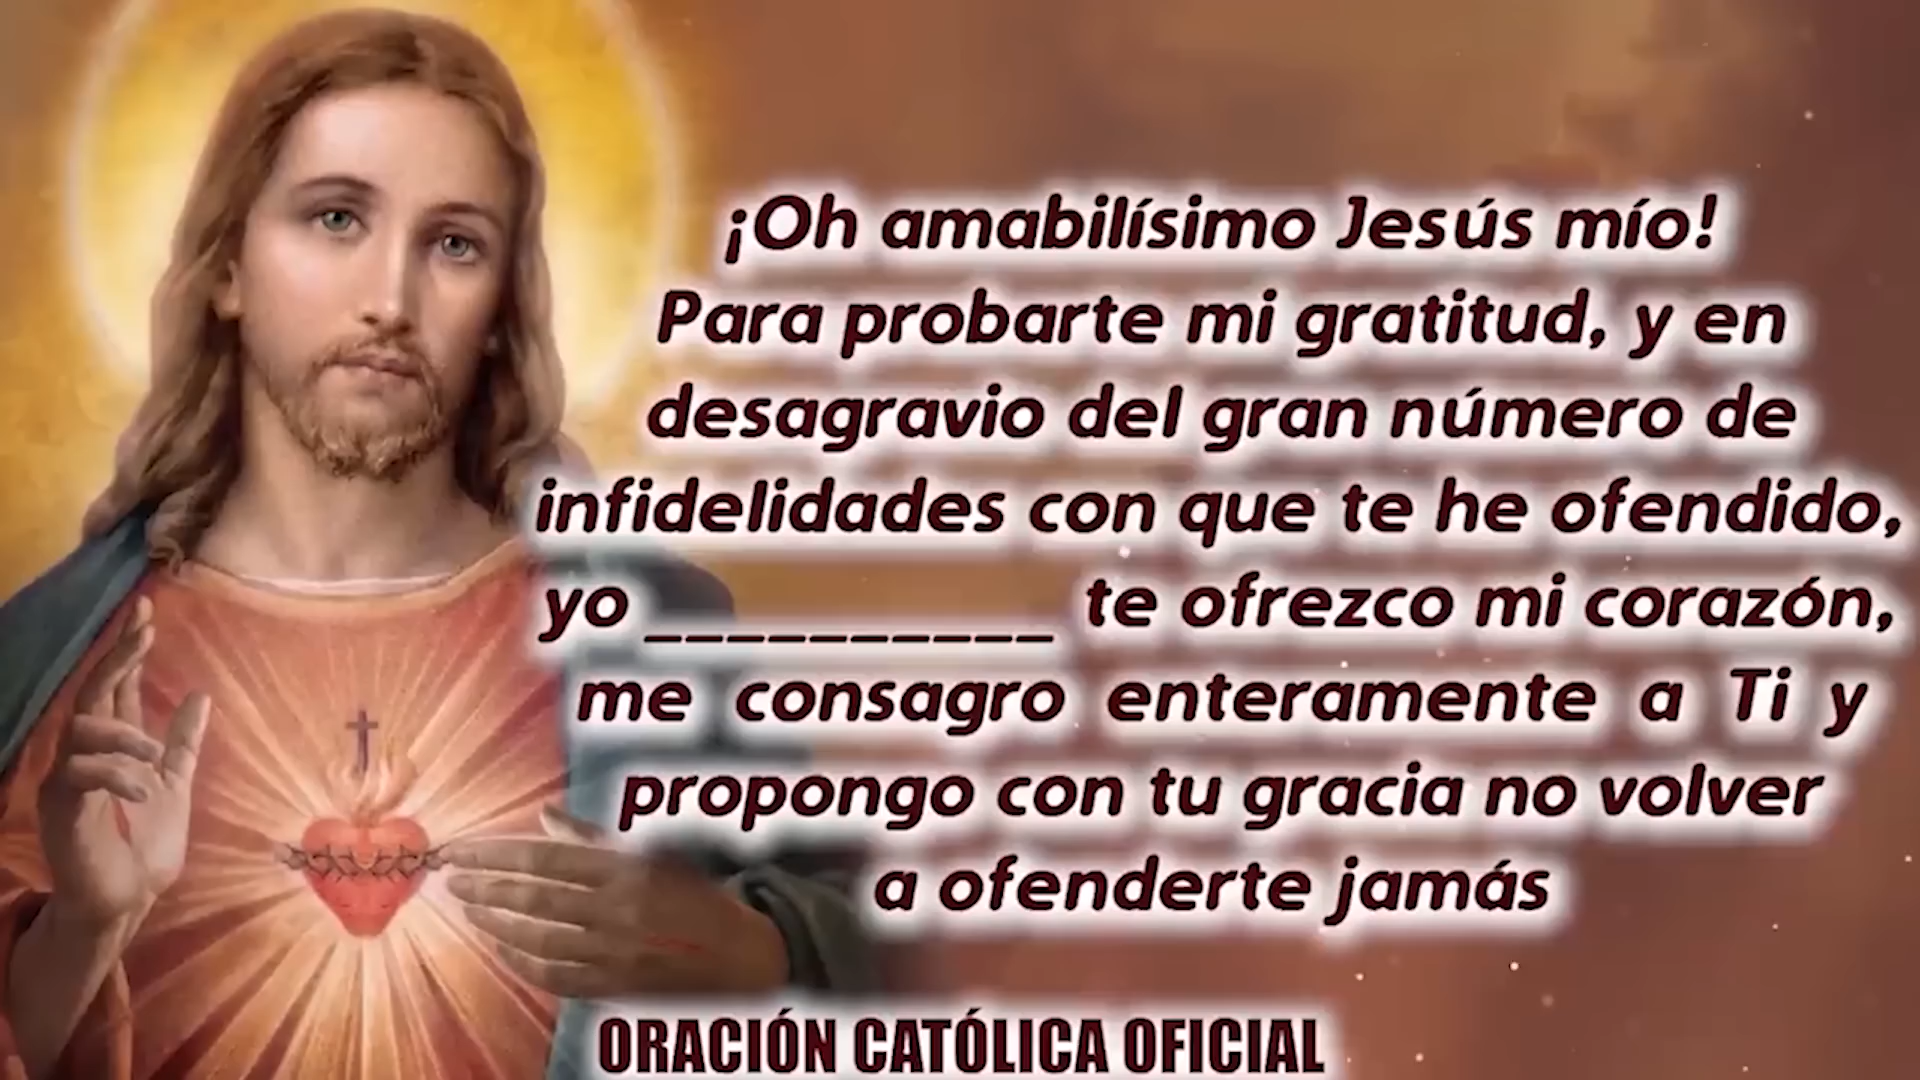 ¡Oh amabilísimo Jesús mío!
Para probarte mi gratitud, y en
desagravio del gran número de
infidelidades con que te he ofendido,
yo __________ te ofrezco mi corazón,
me consagro enteramente a Ti y
propongo con tu gracia no volver
a ofenderte jamás
ORACIÓN CATÓLICA OFICIAL